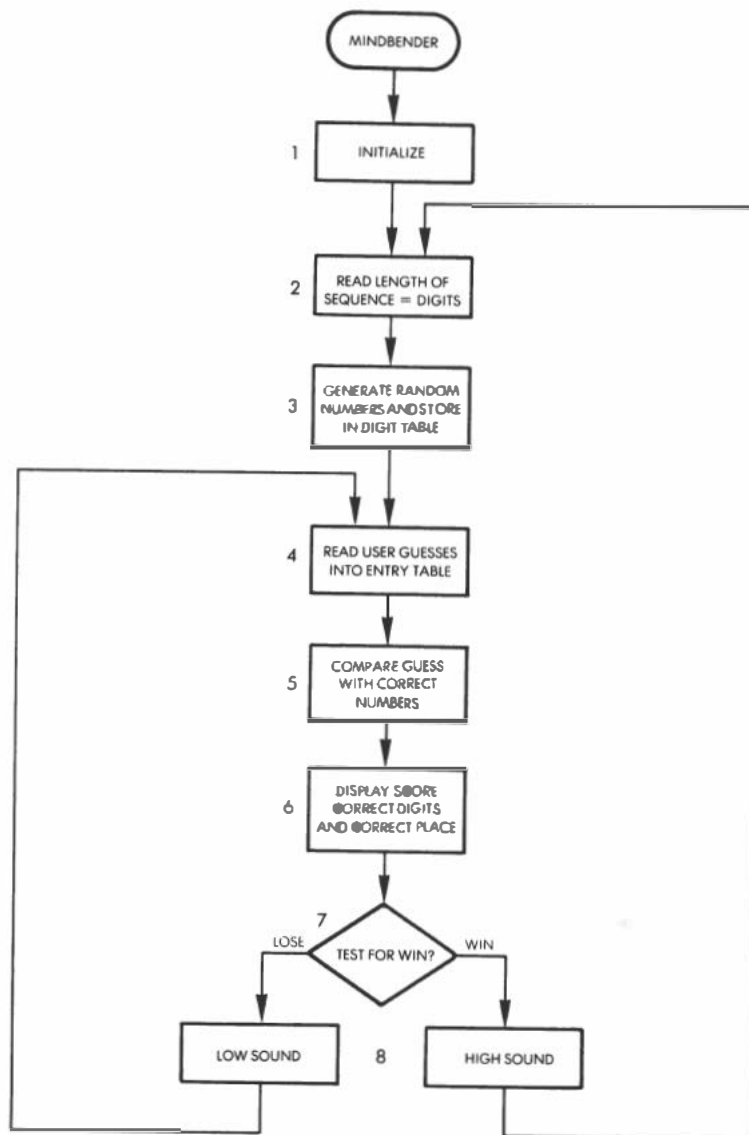 MINDBENDER
1
INITIALIZE
2
READ LENGTH OF
SEQUENCE = DIGITS
3
GENERATE RANDOM
NUMBERS AND STORE
IN DIGIT TABLE
4
READ USER GUESSES
INTO ENTRY TABLE
5
COMPARE GUESS
WITH CORRECT
NUMBERS
6
DISPLAY SCORE
CORRECT DIGITS
AND CORRECT PLACE
7
LOSE
TEST FOR WIN?
WIN
LOW SOUND
8
HIGH SOUND